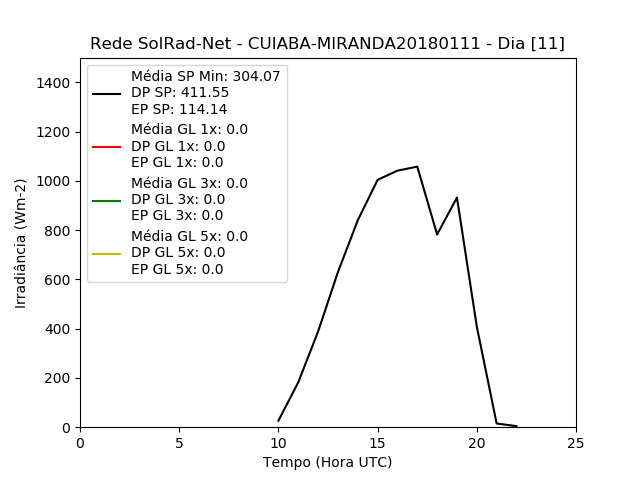 Rede SolRad-Net - CUIABA-MIRANDA20180111 - Dia [11]
Média SP Min: 304.07
DP SP: 411.55
EP SP: 114.14
Média GL 1x: 0.0
DP GL 1x: 0.0
EP GL 1x: 0.0
Média GL 3x: 0.0
DP GL 3x: 0.0
EP GL 3x: 0.0
Média GL 5x: 0.0
DP GL 5x: 0.0
EP GL 5x: 0.0
Irradiância (Wm-2)
1400
1200
1000
800
600
400
200
0
0 5 10 15 20 25
Tempo (Hora UTC)